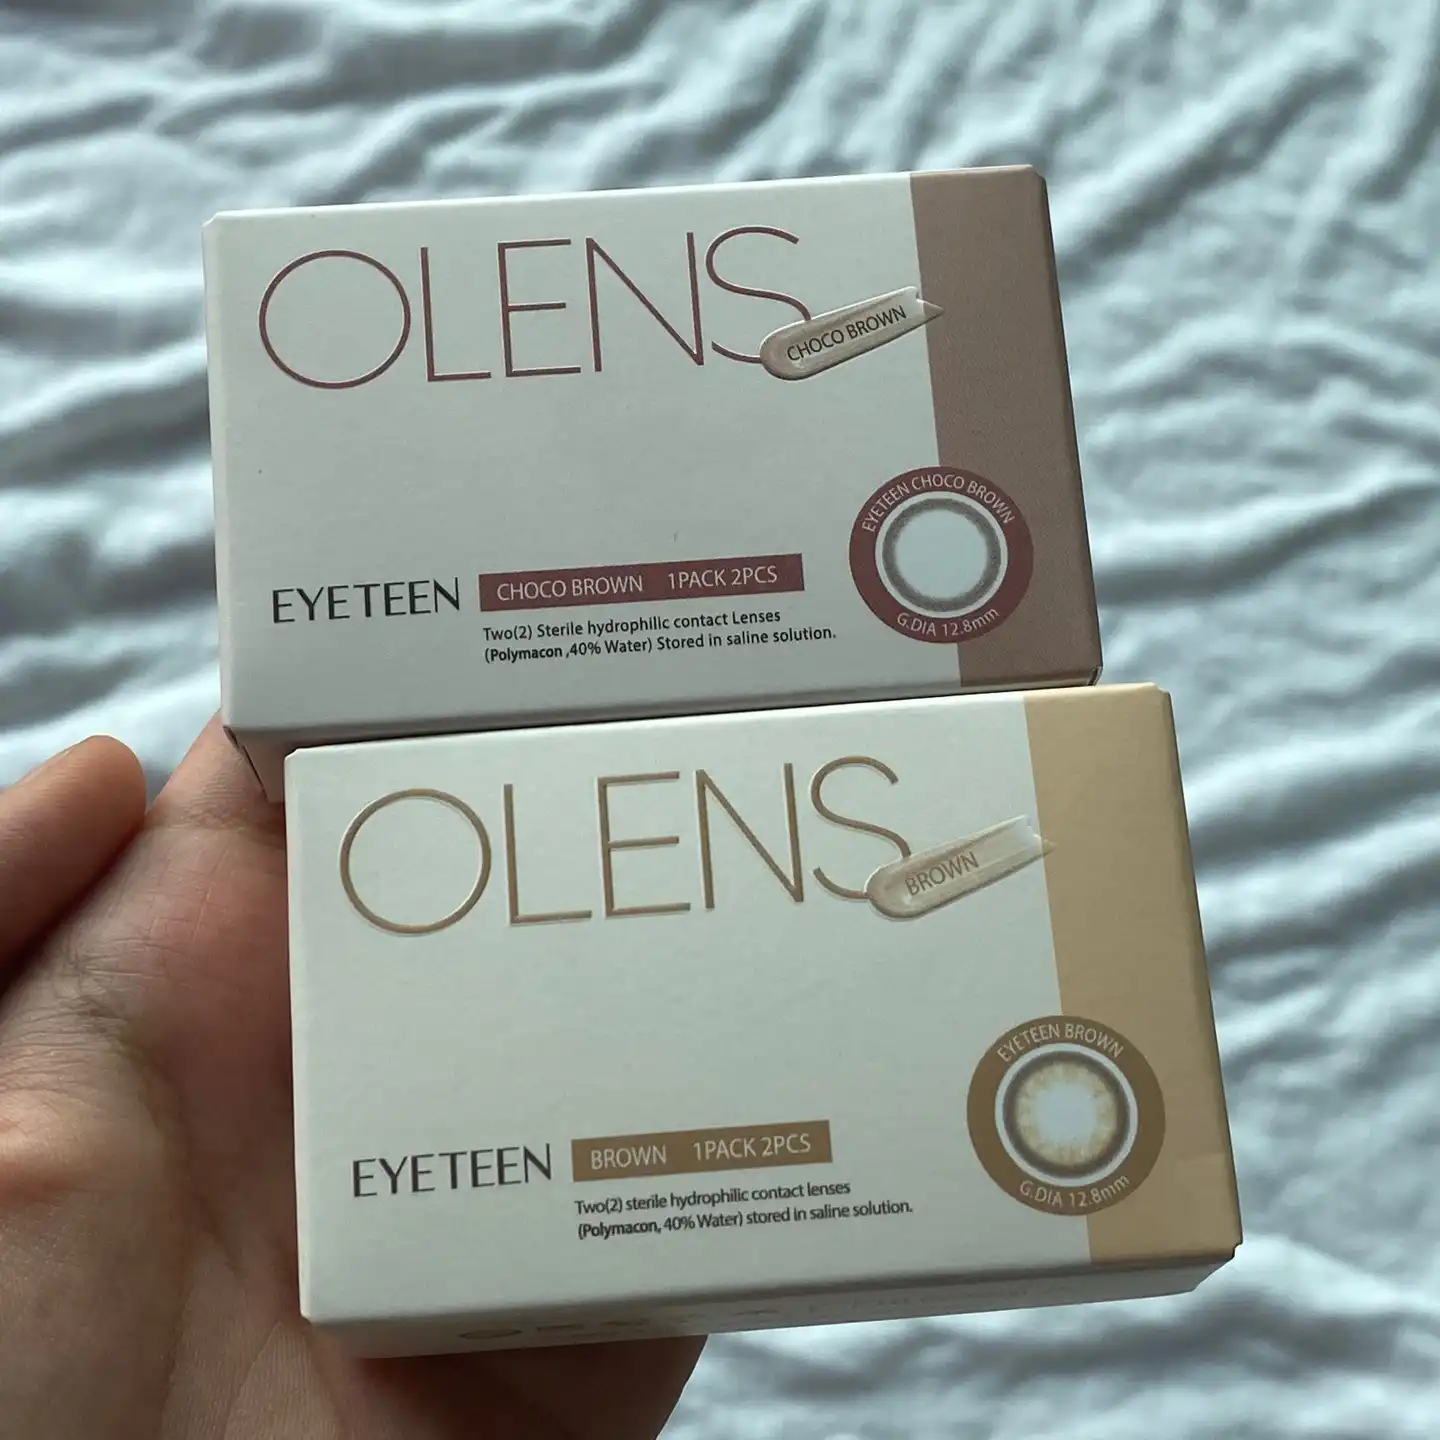 OLENS
CHOCO BROWN
EYETEEN CHOCO BROWN
G.DIA 12.8mm
EYETEEN
CHOCO BROWN 1PACK 2PCS
Two(2) Sterile hydrophilic contact Lenses
(Polymacon ,40% Water) Stored in saline solution.
OLENS
BROWN
EYETEEN BROWN
G.DIA 12.8mm
EYETEEN
BROWN 1PACK 2PCS
Two(2) sterile hydrophilic contact lenses
(Polymacon, 40% Water) stored in saline solution.